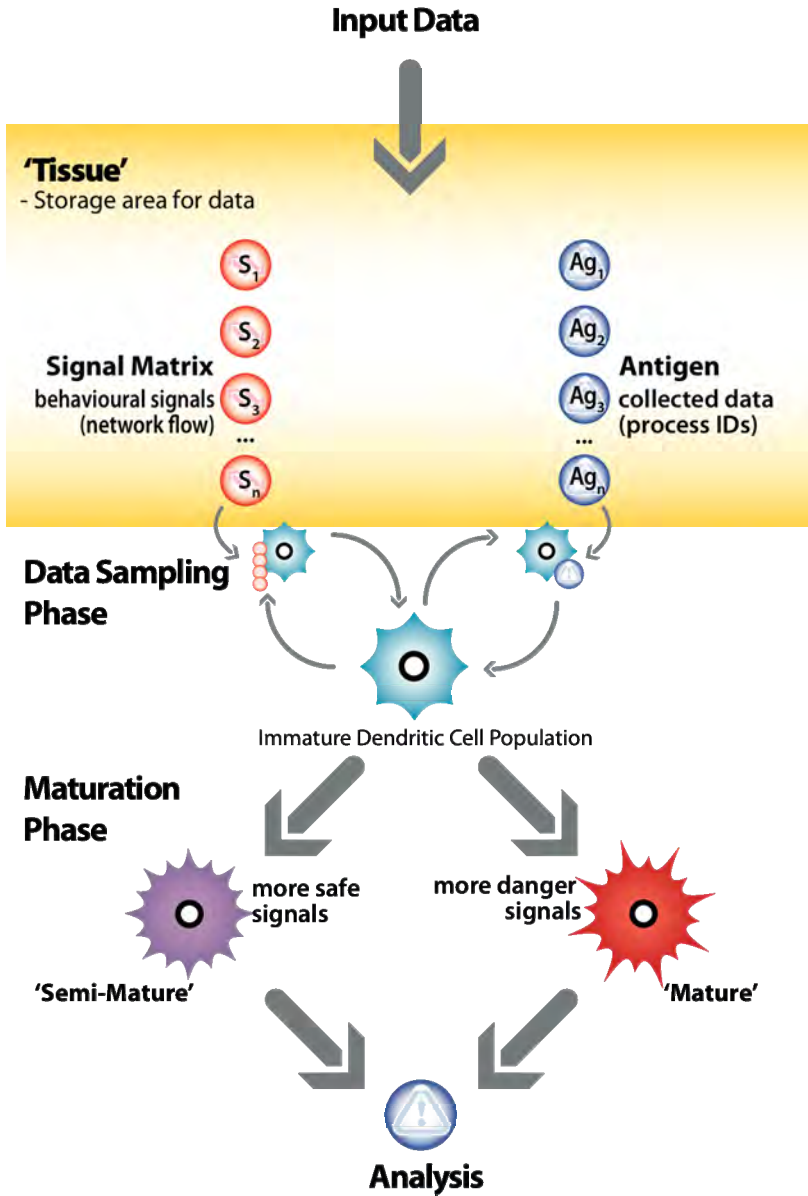 Input Data
'Tissue'
- Storage area for data
S1
Ag1
S2
Ag2
Signal Matrix
behavioural signals
(network flow)
S3
...
Sn
Antigen
collected data
(process IDs)
Ag3
...
Agn
Data Sampling
Phase
Immature Dendritic Cell Population
Maturation
Phase
more safe
signals
more danger
signals
'Semi-Mature'
'Mature'
Analysis